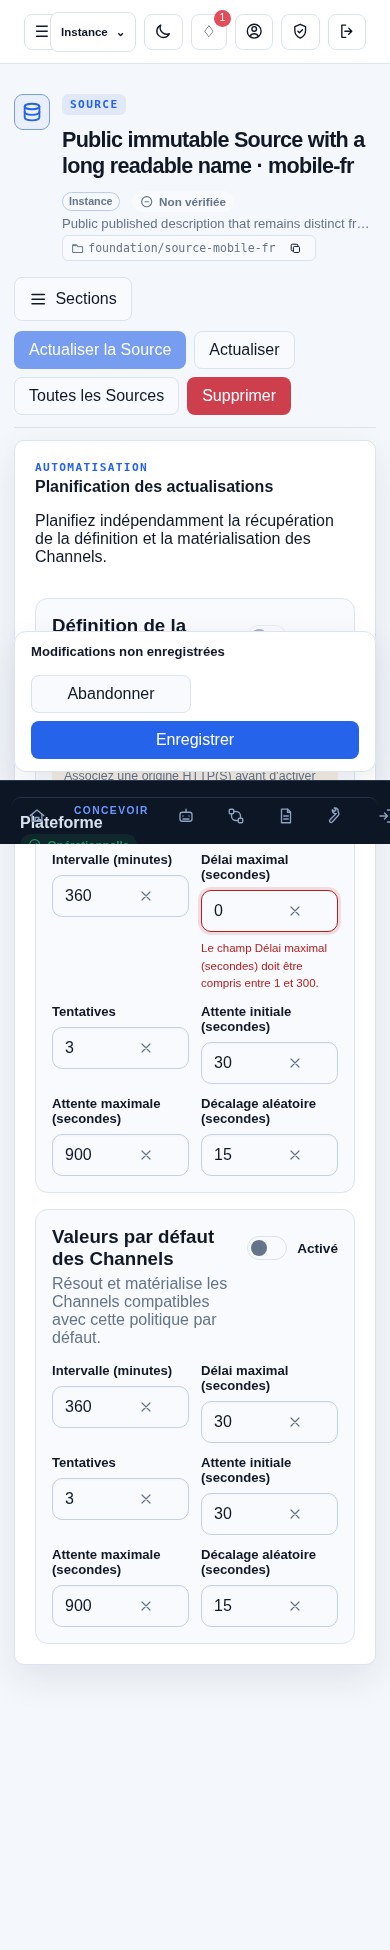 Instance
1
SOURCE
Public immutable Source with a
long readable name · mobile-fr
Instance
Non vérifiée
Public published description that remains distinct fr…
foundation/source-mobile-fr
Sections
Actualiser la Source
Actualiser
Toutes les Sources
Supprimer
AUTOMATISATION
Planification des actualisations
Planifiez indépendamment la récupération
de la définition et la matérialisation des
Channels.
Définition de la
Modifications non enregistrées
Abandonner
Enregistrer
Associez une origine HTTP(S) avant d'activer
CONCEVOIR
Plateforme
Opérationnelle
Intervalle (minutes)
360
Délai maximal
(secondes)
0
Le champ Délai maximal
(secondes) doit être
compris entre 1 et 300.
Tentatives
3
Attente initiale
(secondes)
30
Attente maximale
(secondes)
900
Décalage aléatoire
(secondes)
15
Valeurs par défaut
des Channels
Activé
Résout et matérialise les
Channels compatibles
avec cette politique par
défaut.
Intervalle (minutes)
360
Délai maximal
(secondes)
30
Tentatives
3
Attente initiale
(secondes)
30
Attente maximale
(secondes)
900
Décalage aléatoire
(secondes)
15